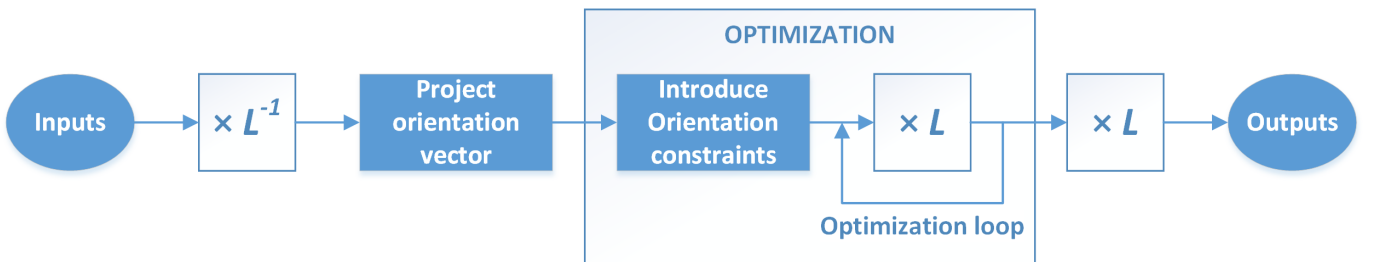 OPTIMIZATION
Inputs
× L⁻¹
Project
orientation
vector
Introduce
Orientation
constraints
× L
× L
Outputs
Optimization loop